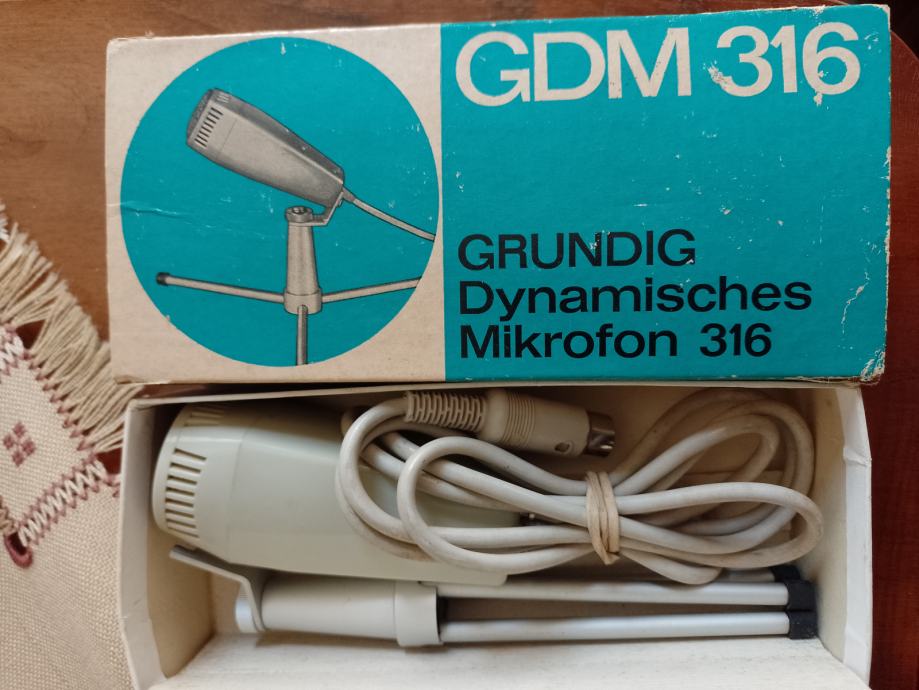 GDM 316
GRUNDIG
Dynamisches
Mikrofon 316